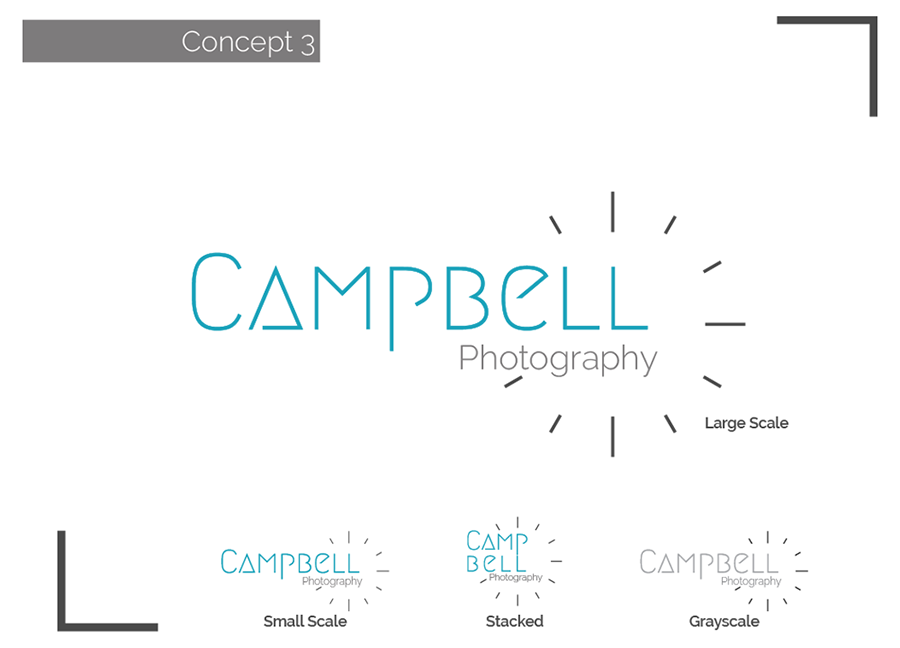 Concept 3
Campbell
Photography
Large Scale
Campbell
Photography
Small Scale
Camp
Bell
Photography
Stacked
Campbell
Photography
Grayscale